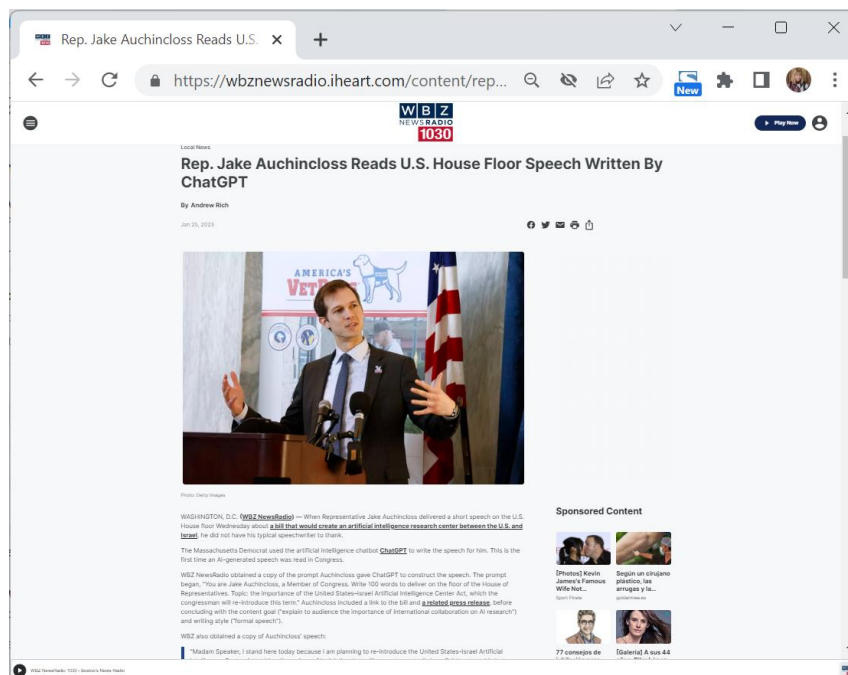 Rep. Jake Auchincloss Reads U.S.
https://wbznewsradio.iheart.com/content/rep...
New
WBZ
NEWS RADIO
1030
Play Now
Local News
Rep. Jake Auchincloss Reads U.S. House Floor Speech Written By
ChatGPT
By Andrew Rich
Jan 25, 2023
AMERICA'S
VETDOGS
Photo: Getty Images
WASHINGTON, D.C. (WBZ NewsRadio) — When Representative Jake Auchincloss delivered a short speech on the U.S.
House floor Wednesday about a bill that would create an artificial intelligence research center between the U.S. and
Israel, he did not have his typical speechwriter to thank.
The Massachusetts Democrat used the artificial intelligence chatbot ChatGPT to write the speech for him. This is the
first time an AI-generated speech was read in Congress.
WBZ NewsRadio obtained a copy of the prompt Auchincloss gave ChatGPT to construct the speech. The prompt
began, "You are Jake Auchincloss, a Member of Congress. Write 100 words to deliver on the floor of the House of
Representatives. Topic: the importance of the United States-Israel Artificial Intelligence Center Act, which the
congressman will re-introduce this term." Auchincloss included a link to the bill and a related press release, before
concluding with the content goal ("explain to audience the importance of international collaboration on AI research")
and writing style ("formal speech").
WBZ also obtained a copy of Auchincloss' speech:
"Madam Speaker, I stand here today because I am planning to re-introduce the United States-Israel Artificial
Sponsored Content
[Photos] Kevin
James's Famous
Wife Not...
Sport Pirate
Según un cirujano
plástico, las
arrugas y la...
goldentree.es
77 consejos de
[Galería] A sus 44
WBZ NewsRadio 1030 - Boston's News Radio